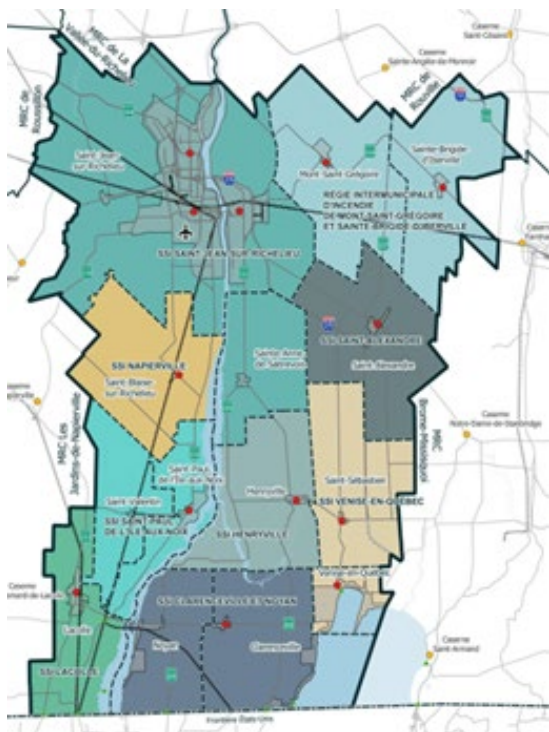 Caserne
Saint-Césaire
MRC de La
Vallée-du-Richelieu
Caserne
Sainte-Angèle-de-Monnoir
MRC de
Rouville
MRC de
Roussillon
Saint-Jean
sur-Richelieu
Mont-Saint-Grégoire
Sainte-Brigide
d'Iberville
RÉGIE INTERMUNICIPALE
D'INCENDIE
DE MONT-SAINT-GRÉGOIRE
ET SAINTE-BRIGIDE-D'IBERVILLE
SSI SAINT-JEAN-SUR-RICHELIEU
SSI SAINT-ALEXANDRE
Saint-Alexandre
Sainte-Anne
de-Sabrevois
SSI NAPIERVILLE
Saint-Blaise
sur-Richelieu
MRC
Brome-Missisquoi
Caserne
Notre-Dame-de-Stanbridge
MRC Les
Jardins-de-Napierville
Saint-Paul
de-l'Île-aux-Noix
Saint-Valentin
SSI SAINT-PAUL
DE-L'ÎLE-AUX-NOIX
Henryville
Saint-Sébastien
SSI VENISE-EN-QUÉBEC
SSI HENRYVILLE
Venise-en-Québec
Caserne
SSI CLARENCEVILLE ET NOYAN
Lacolle
Noyan
Clarenceville
Caserne
Saint-Armand
SSI LACOLLE
Frontière États-Unis